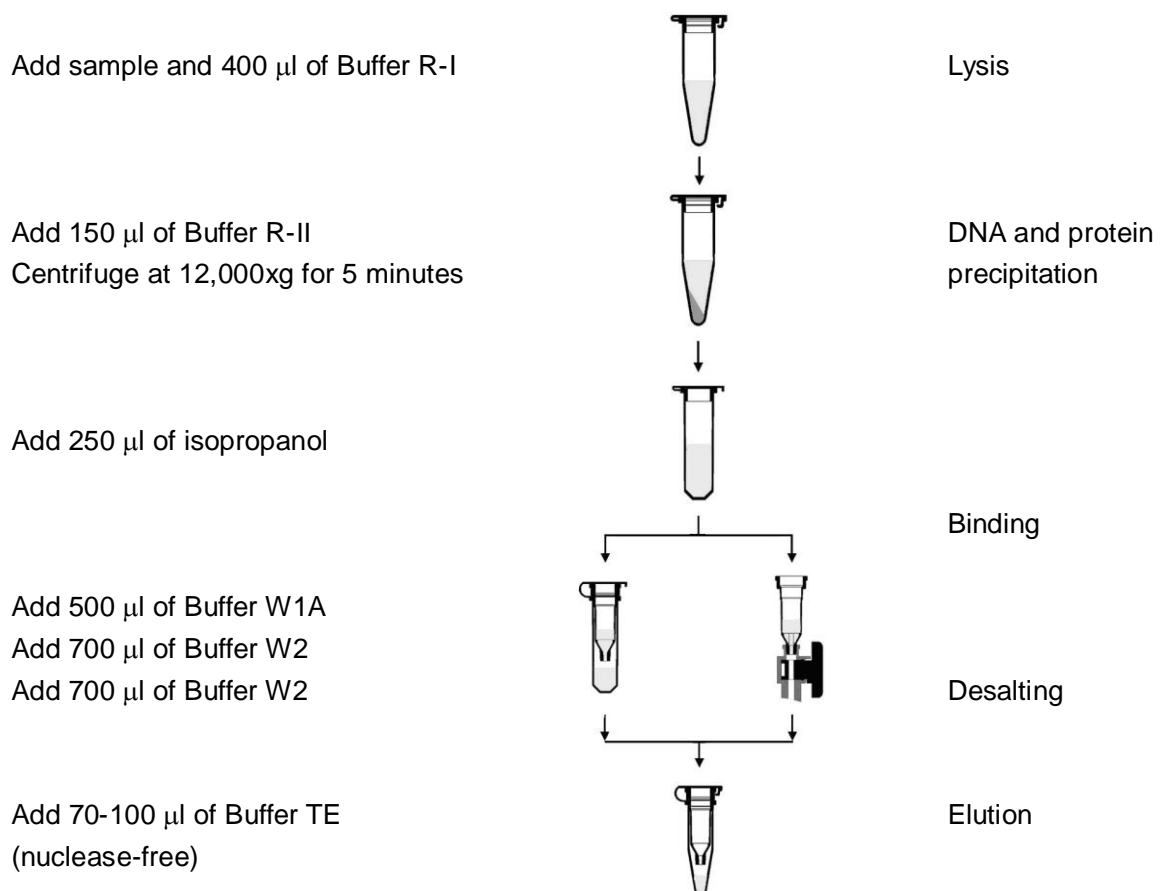 Add sample and 400 μl of Buffer R-I
Lysis
Add 150 μl of Buffer R-II
Centrifuge at 12,000xg for 5 minutes
DNA and protein
precipitation
Add 250 μl of isopropanol
Binding
Add 500 μl of Buffer W1A
Add 700 μl of Buffer W2
Add 700 μl of Buffer W2
Desalting
Add 70-100 μl of Buffer TE
(nuclease-free)
Elution